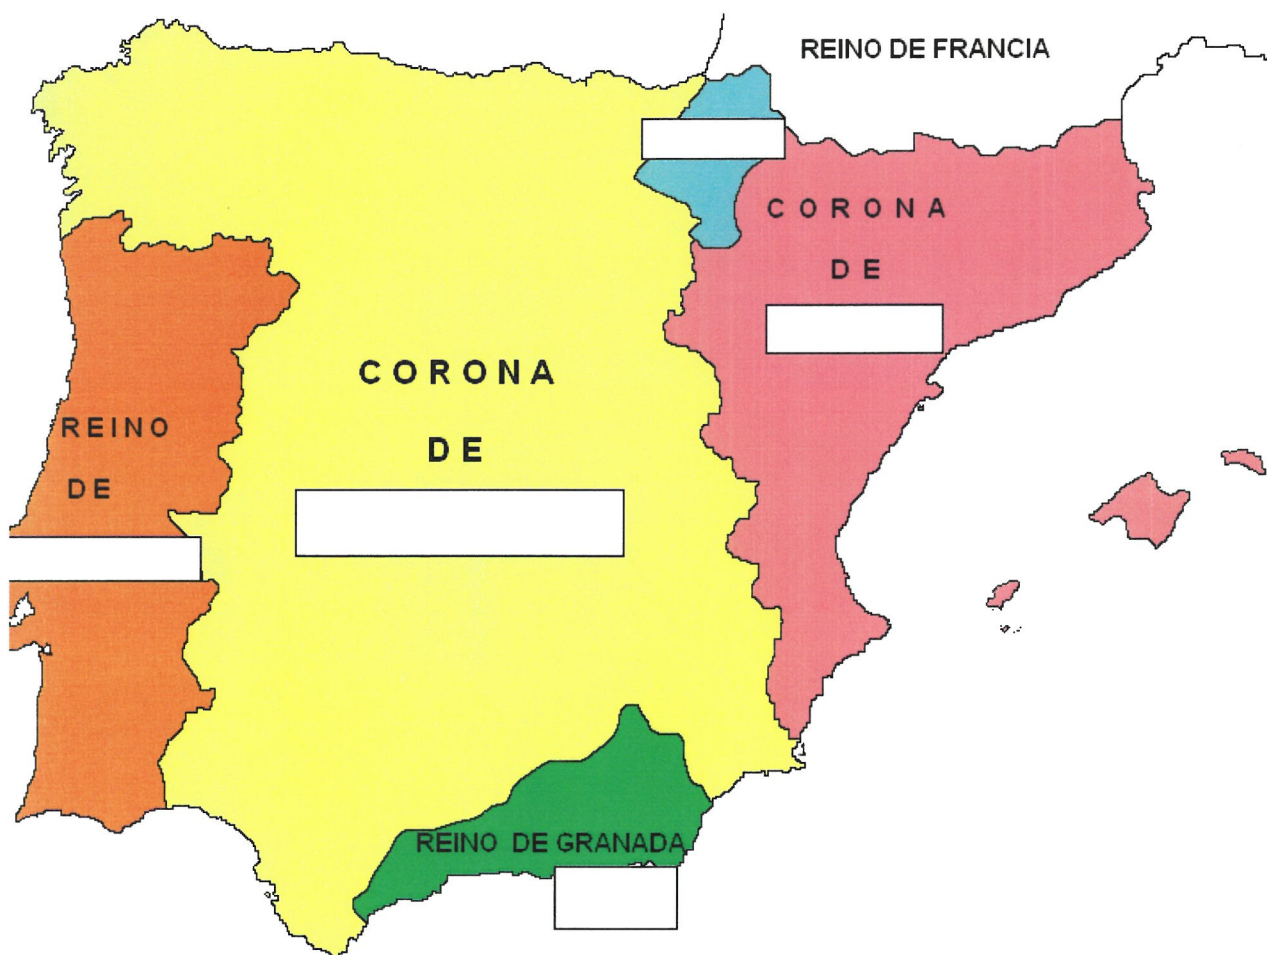 REINO DE FRANCIA
CORONA
DE
CORONA
DE
REINO
DE
REINO DE GRANADA